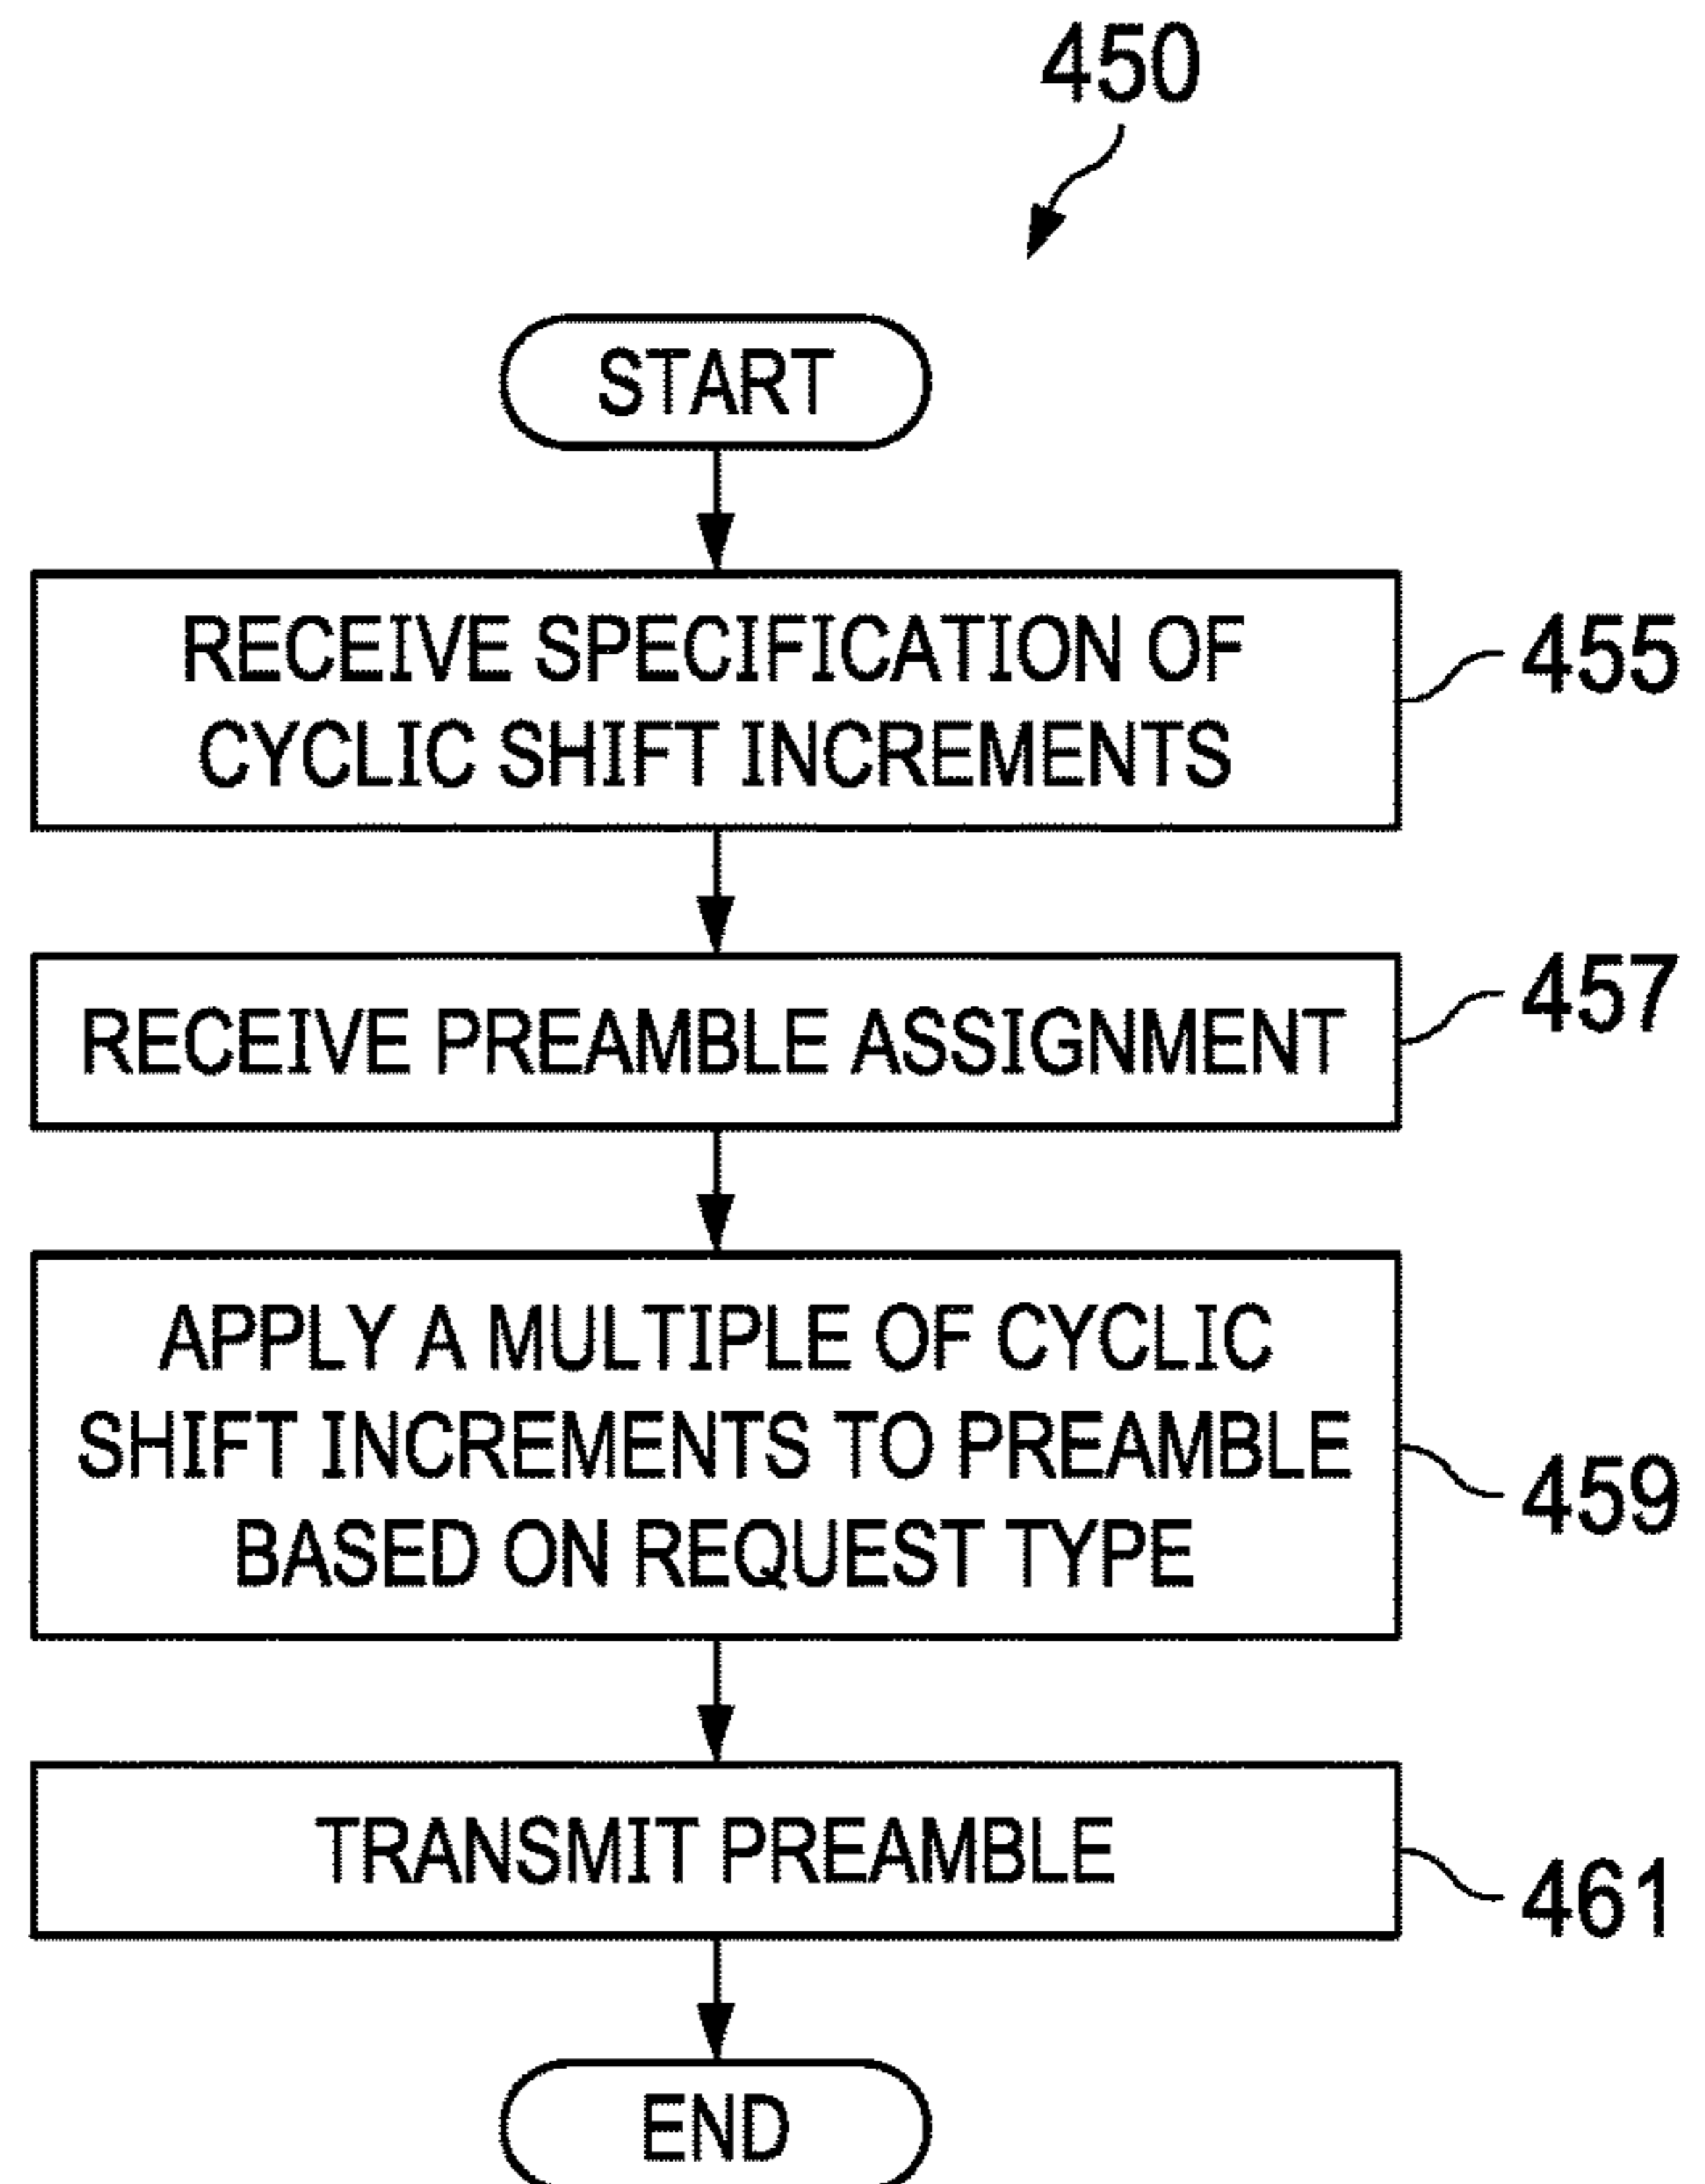 450
START
RECEIVE SPECIFICATION OF
CYCLIC SHIFT INCREMENTS
455
RECEIVE PREAMBLE ASSIGNMENT
457
APPLY A MULTIPLE OF CYCLIC
SHIFT INCREMENTS TO PREAMBLE
BASED ON REQUEST TYPE
459
TRANSMIT PREAMBLE
461
END